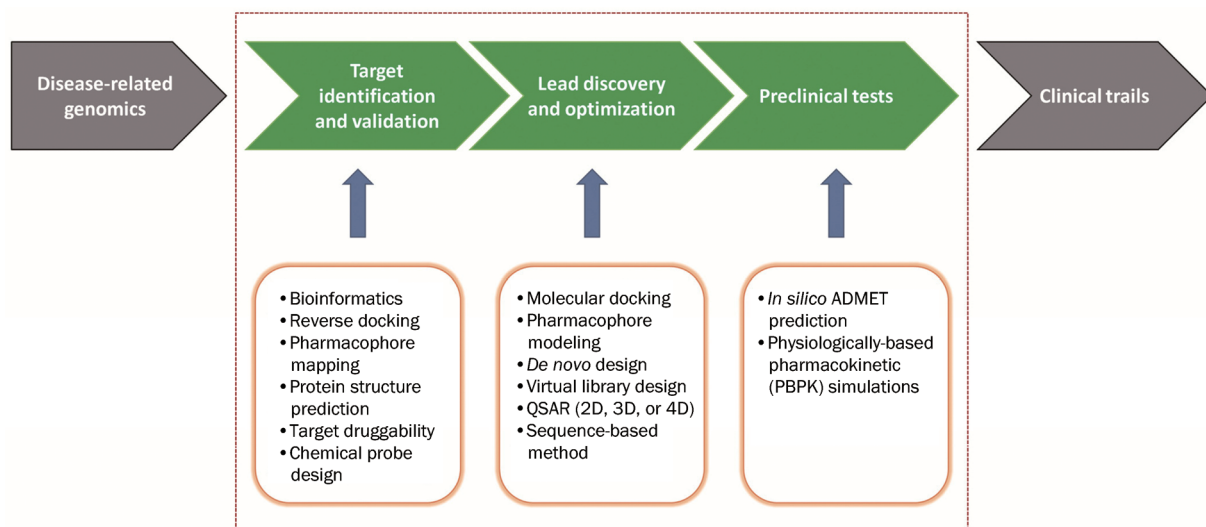 Disease-related
genomics
Target
identification
and validation
Lead discovery
and optimization
Preclinical tests
Clinical trails
•Bioinformatics
•Reverse docking
•Pharmacophore
mapping
•Protein structure
prediction
•Target druggability
•Chemical probe
design
•Molecular docking
•Pharmacophore
modeling
•De novo design
•Virtual library design
•QSAR (2D, 3D, or 4D)
•Sequence-based
method
•In silico ADMET
prediction
•Physiologically-based
pharmacokinetic
(PBPK) simulations